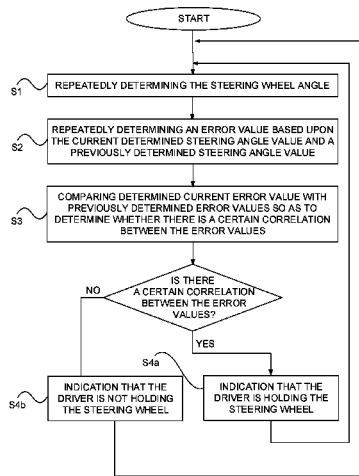 START
S1
REPEATEDLY DETERMINING THE STEERING WHEEL ANGLE
S2
REPEATEDLY DETERMINING AN ERROR VALUE BASED UPON
THE CURRENT DETERMINED STEERING ANGLE VALUE AND A
PREVIOUSLY DETERMINED STEERING ANGLE VALUE
S3
COMPARING DETERMINED CURRENT ERROR VALUE WITH
PREVIOUSLY DETERMINED ERROR VALUES SO AS TO
DETERMINE WHETHER THERE IS A CERTAIN CORRELATION
BETWEEN THE ERROR VALUES
IS THERE
A CERTAIN CORRELATION
BETWEEN THE ERROR
VALUES?
NO
YES
S4a
S4b
INDICATION THAT THE
DRIVER IS NOT HOLDING
THE STEERING WHEEL
INDICATION THAT THE
DRIVER IS HOLDING THE
STEERING WHEEL